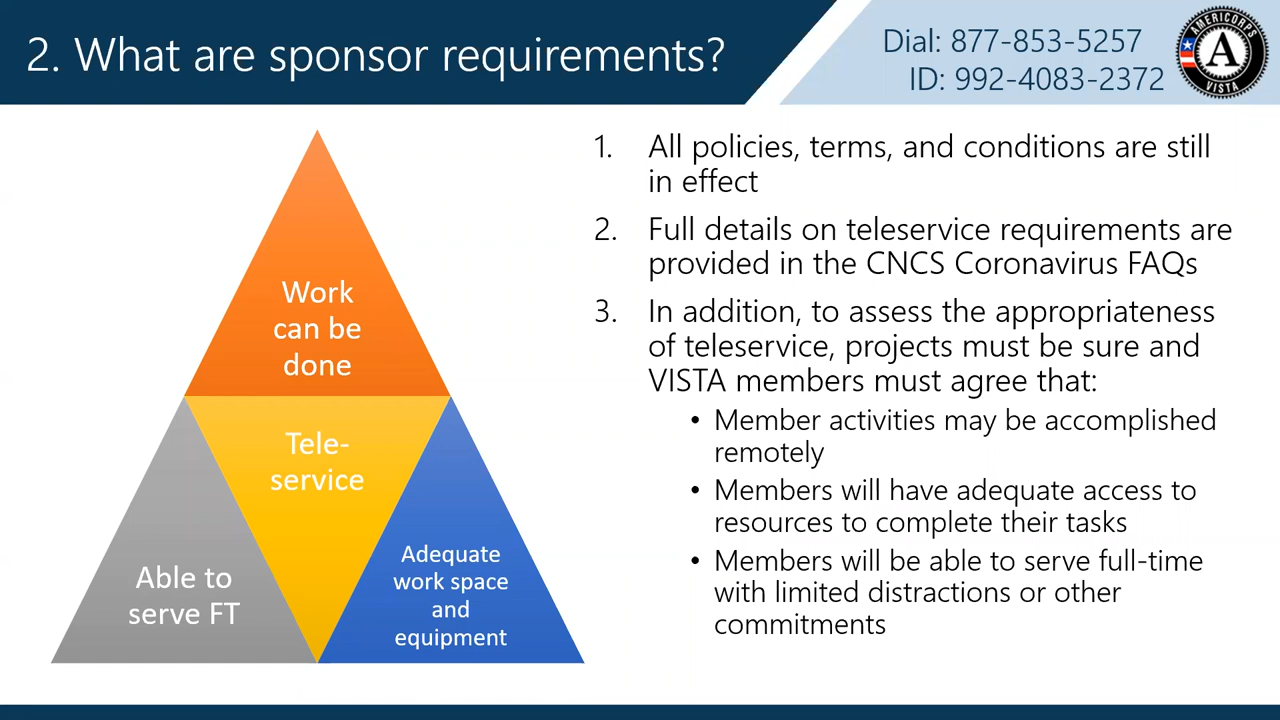 2. What are sponsor requirements?
Dial: 877-853-5257
ID: 992-4083-2372
AMERICORPS
A
VISTA
Work
can be
done
Tele-
service
Able to
serve FT
Adequate
work space
and
equipment
1. All policies, terms, and conditions are still
in effect
2. Full details on teleservice requirements are
provided in the CNCS Coronavirus FAQs
3. In addition, to assess the appropriateness
of teleservice, projects must be sure and
VISTA members must agree that:
• Member activities may be accomplished
remotely
• Members will have adequate access to
resources to complete their tasks
• Members will be able to serve full-time
with limited distractions or other
commitments